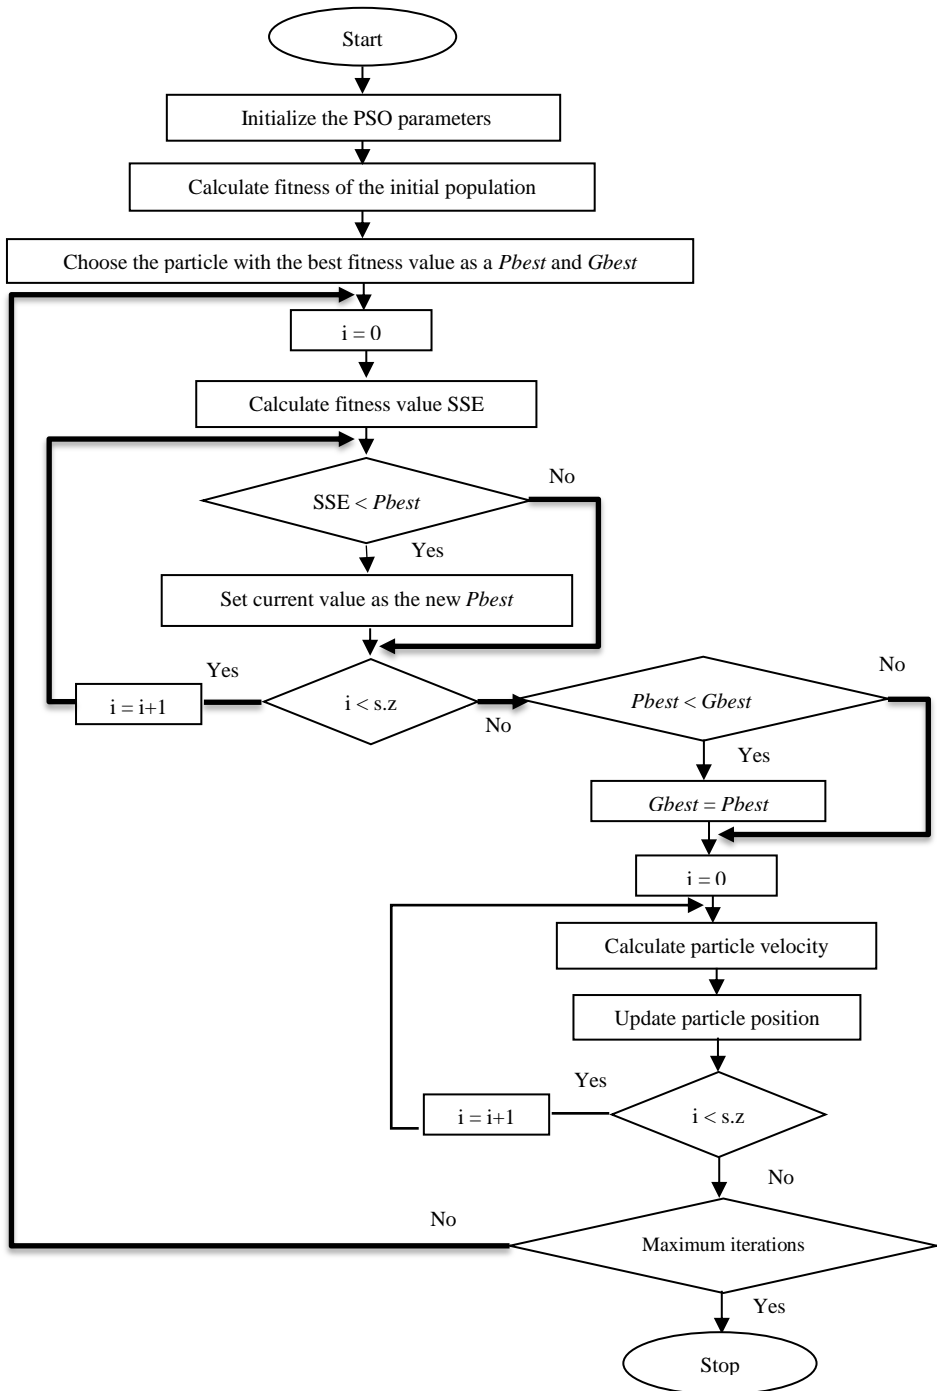 Start
Initialize the PSO parameters
Calculate fitness of the initial population
Choose the particle with the best fitness value as a Pbest and Gbest
i = 0
Calculate fitness value SSE
SSE < Pbest
No
Yes
Set current value as the new Pbest
Yes
i = i+1
i < s.z
No
Pbest < Gbest
No
Yes
Gbest = Pbest
i = 0
Calculate particle velocity
Update particle position
Yes
i = i+1
i < s.z
No
No
Maximum iterations
Yes
Stop